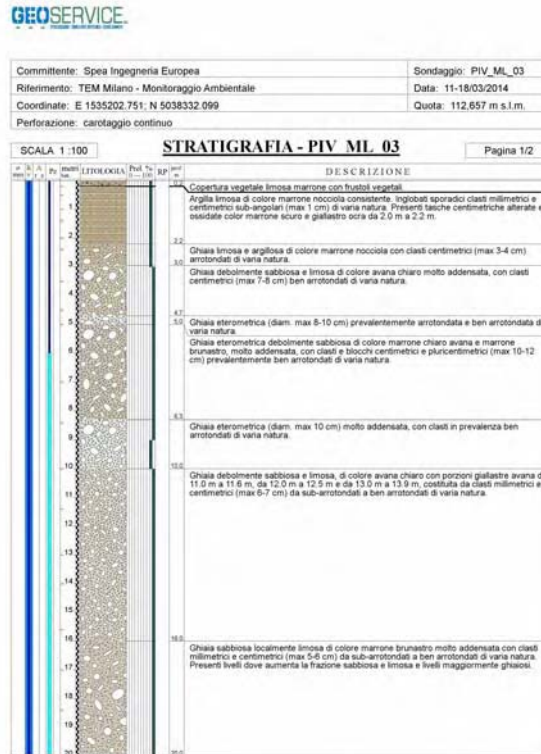 GEOSERVICE
Committente: Spea Ingegneria Europea
Sondaggio: PIV_ML_03
Riferimento: TEM Milano - Monitoraggio Ambientale
Data: 11-18/03/2014
Coordinate: E 1535202.751; N 5038332.099
Quota: 112,657 m s.l.m.
Perforazione: carotaggio continuo
SCALA 1 :100
STRATIGRAFIA - PIV ML 03
Pagina 1/2
metri LITOLOGIA RP DESCRIZIONE
Copertura vegetale limosa marrone con frustoli vegetali.
Argilla limosa di colore marrone nocciola consistente. Inglobati sporadici clasti millimetrici e
centimetrici sub-angolari (max 1 cm) di varia natura. Presenti tasche centimetriche alterate e
ossidate color marrone scuro e giallastro ocra da 2.0 m a 2.2 m.
1
2
2.2
Ghiaia limosa e argillosa di colore marrone nocciola con clasti centimetrici (max 3-4 cm)
arrotondati di varia natura.
3
3.0
Ghiaia debolmente sabbiosa e limosa di colore avana chiaro molto addensata, con clasti
centimetrici (max 7-8 cm) ben arrotondati di varia natura.
4
4.7
5
5.0
Ghiaia eterometrica (diam. max 8-10 cm) prevalentemente arrotondata e ben arrotondata di
varia natura.
Ghiaia eterometrica debolmente sabbiosa di colore marrone chiaro avana e marrone
brunastro, molto addensata, con clasti e blocchi centimetrici e pluricentimetrici (max 10-12
cm) prevalentemente ben arrotondati di varia natura.
6
7
8
8.3
Ghiaia eterometrica (diam. max 10 cm) molto addensata, con clasti in prevalenza ben
arrotondati di varia natura.
9
10
10.0
Ghiaia debolmente sabbiosa e limosa, di colore avana chiaro con porzioni giallastre avana d
11.0 m a 11.6 m, da 12.0 m a 12.5 m e da 13.0 m a 13.9 m, costituita da clasti millimetrici e
centimetrici (max 6-7 cm) da sub-arrotondati a ben arrotondati di varia natura.
11
12
13
14
15
16
16.0
Ghiaia sabbiosa localmente limosa di colore marrone brunastro molto addensata con clasti
millimetrici e centimetrici (max 5-6 cm) da sub-arrotondati a ben arrotondati di varia natura.
Presenti livelli dove aumenta la frazione sabbiosa e limosa e livelli maggiormente ghiaiosi.
17
18
19
20
20.0